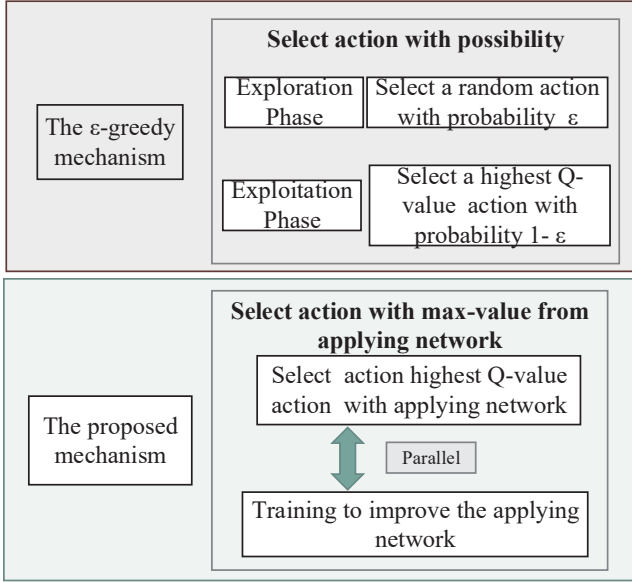 Select action with possibility
The ε-greedy
mechanism
Exploration
Phase
Select a random action
with probability ε
Exploitation
Phase
Select a highest Q-
value action with
probability 1- ε
Select action with max-value from
applying network
The proposed
mechanism
Select action highest Q-value
action with applying network
Parallel
Training to improve the applying
network